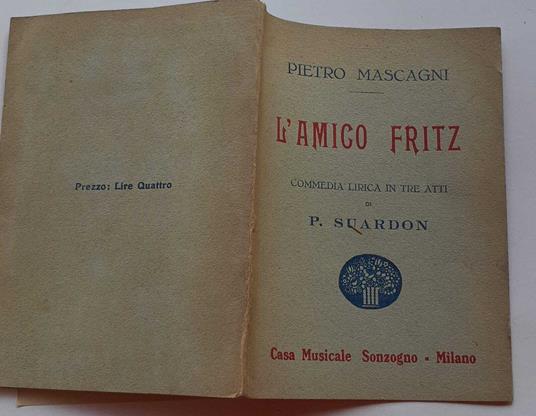 Prezzo: Lire Quattro
PIETRO MASCAGNI
L'AMICO FRITZ
COMMEDIA LIRICA IN TRE ATTI
DI
P. SUARDON
Casa Musicale Sonzogno - Milano